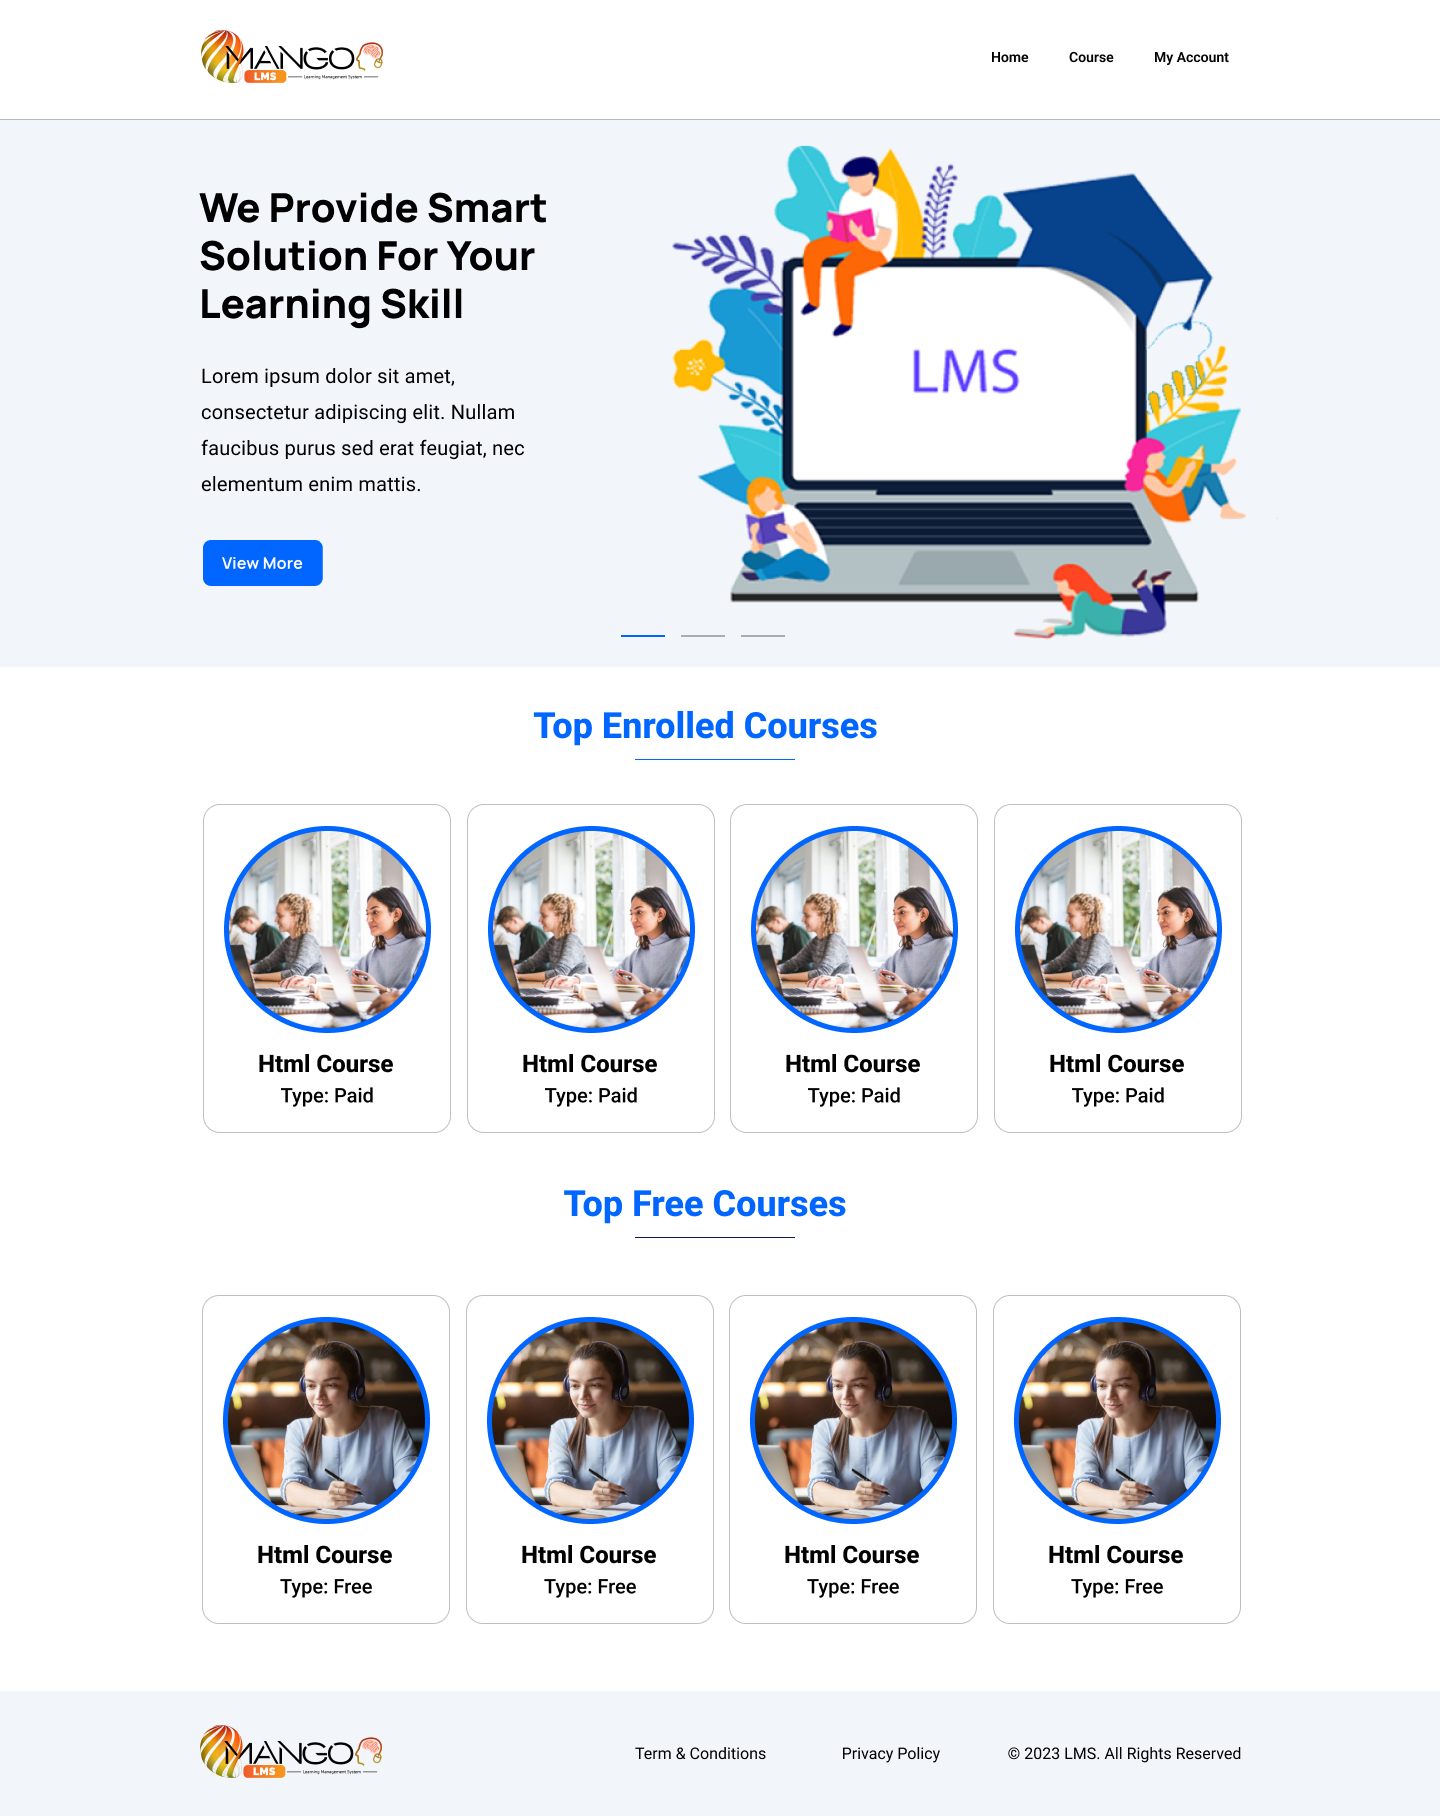 MANGO
LMS
Learning Management System
Home
Course
My Account
We Provide Smart
Solution For Your
Learning Skill
Lorem ipsum dolor sit amet,
consectetur adipiscing elit. Nullam
faucibus purus sed erat feugiat, nec
elementum enim mattis.
View More
LMS
Top Enrolled Courses
Html Course
Type: Paid
Html Course
Type: Paid
Html Course
Type: Paid
Html Course
Type: Paid
Top Free Courses
Html Course
Type: Free
Html Course
Type: Free
Html Course
Type: Free
Html Course
Type: Free
MANGO
LMS
Learning Management System
Term & Conditions
Privacy Policy
© 2023 LMS. All Rights Reserved